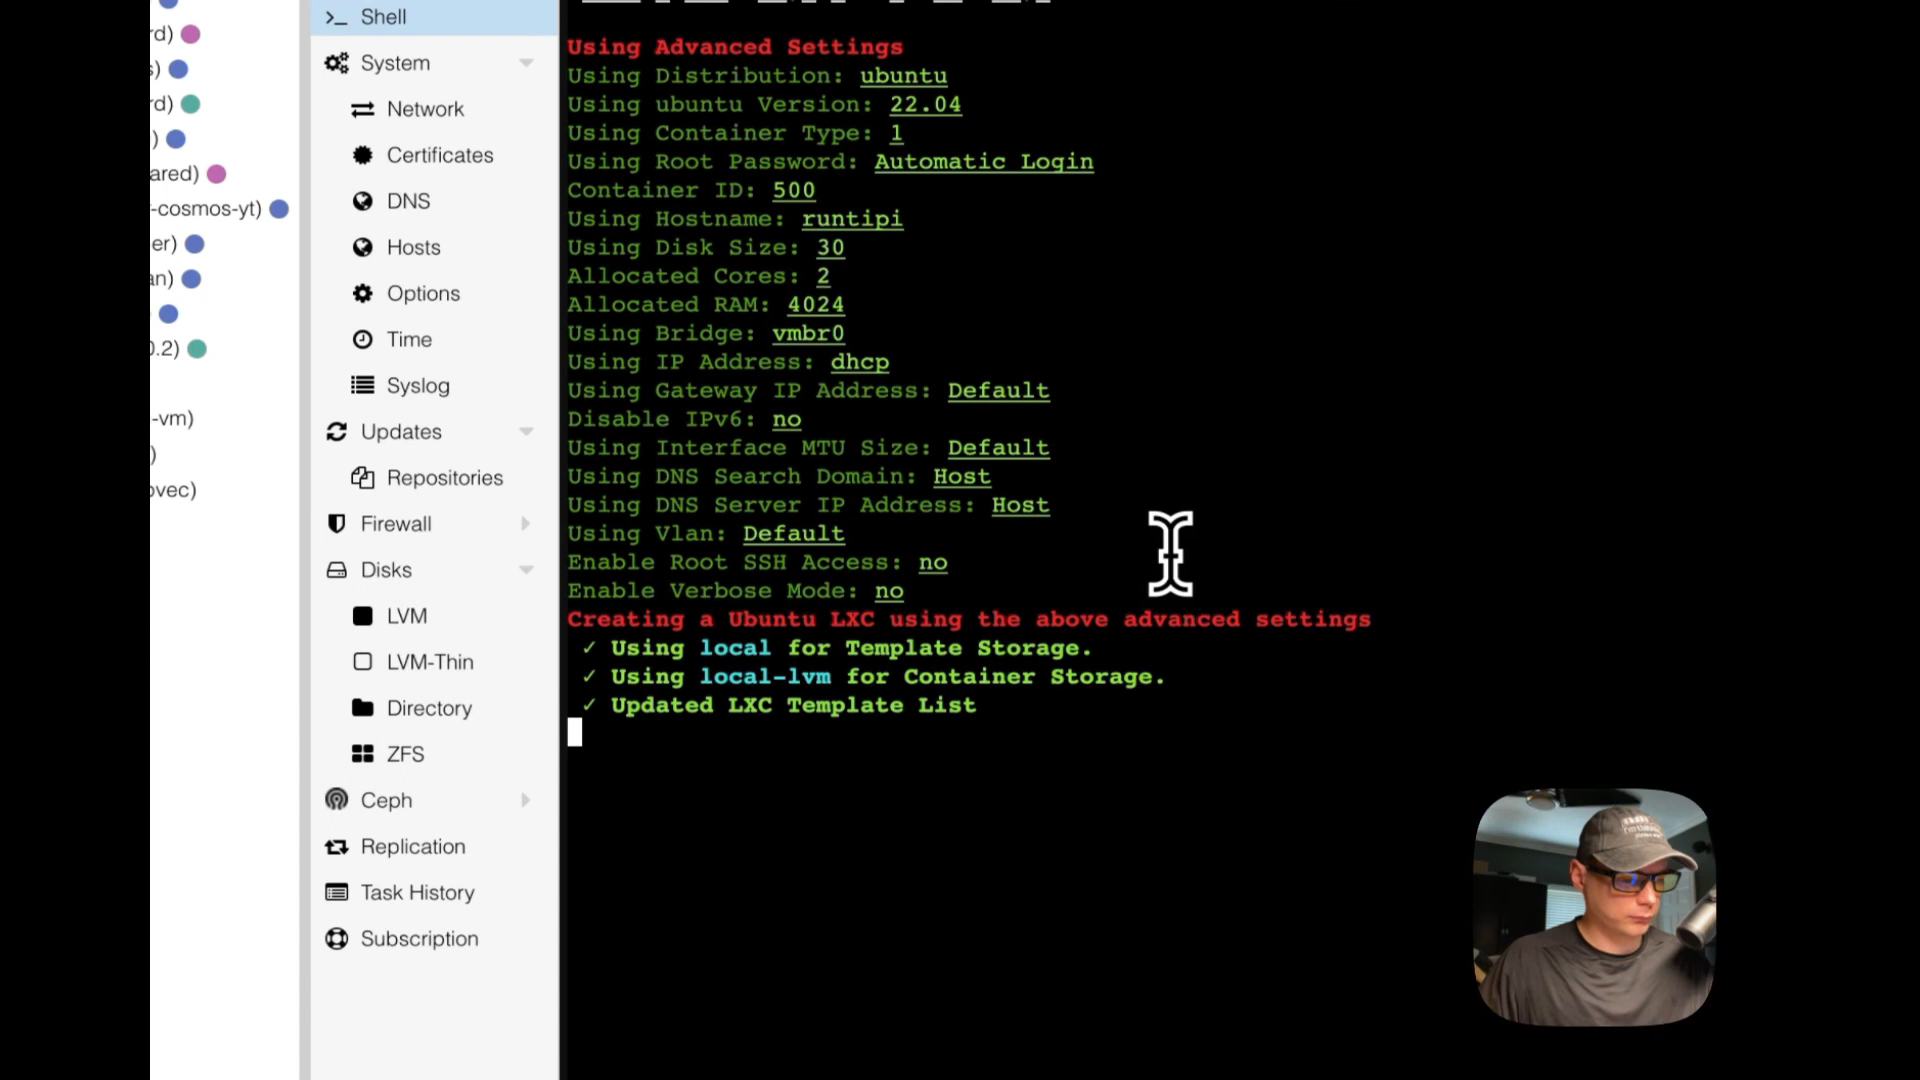 rd)
s)
rd)
)
ared)
-cosmos-yt)
er)
an)
0.2)
-vm)
)
ovec)
Shell
System
Network
Certificates
DNS
Hosts
Options
Time
Syslog
Updates
Repositories
Firewall
Disks
LVM
LVM-Thin
Directory
ZFS
Ceph
Replication
Task History
Subscription
Using Advanced Settings
Using Distribution: ubuntu
Using ubuntu Version: 22.04
Using Container Type: 1
Using Root Password: Automatic Login
Container ID: 500
Using Hostname: runtipi
Using Disk Size: 30
Allocated Cores: 2
Allocated RAM: 4024
Using Bridge: vmbr0
Using IP Address: dhcp
Using Gateway IP Address: Default
Disable IPv6: no
Using Interface MTU Size: Default
Using DNS Search Domain: Host
Using DNS Server IP Address: Host
Using Vlan: Default
Enable Root SSH Access: no
Enable Verbose Mode: no
Creating a Ubuntu LXC using the above advanced settings
✓ Using local for Template Storage.
✓ Using local-lvm for Container Storage.
✓ Updated LXC Template List